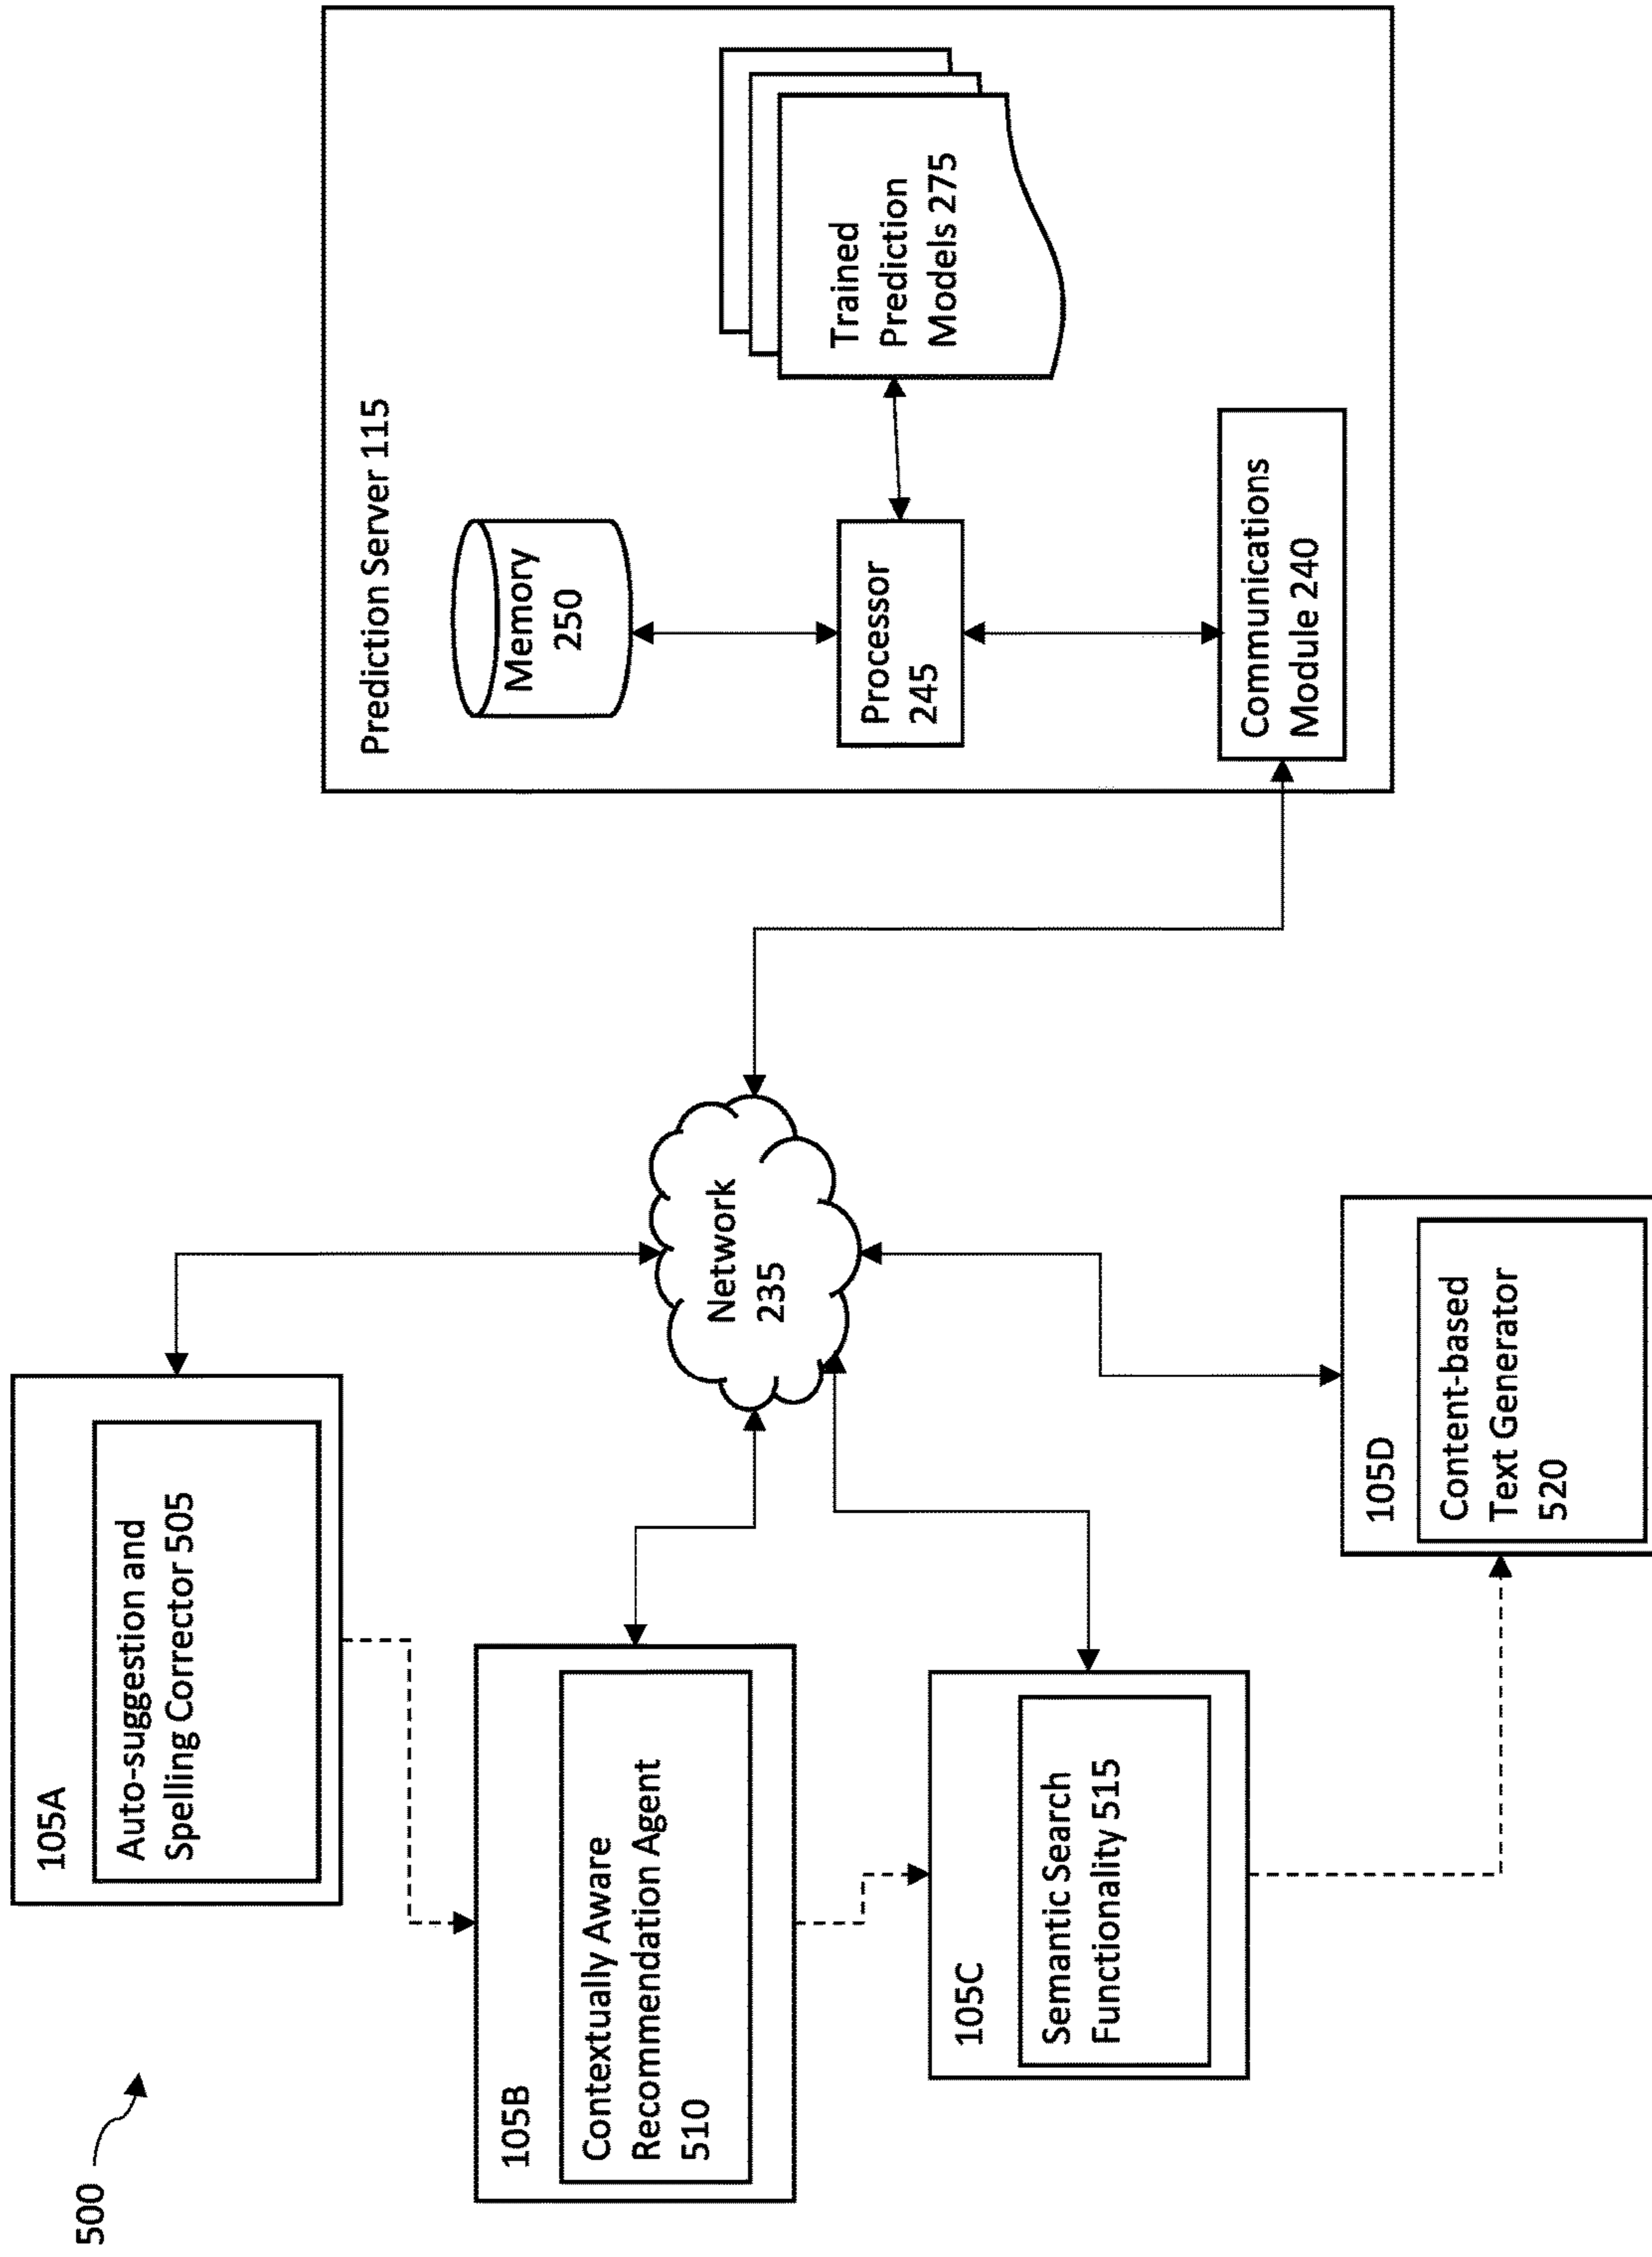 500
105A
Auto-suggestion and
Spelling Corrector 505
105B
Contextually Aware
Recommendation Agent
510
105C
Semantic Search
Functionality 515
105D
Content-based
Text Generator
520
Network
235
Prediction Server 115
Memory
250
Processor
245
Trained
Prediction
Models 275
Communications
Module 240